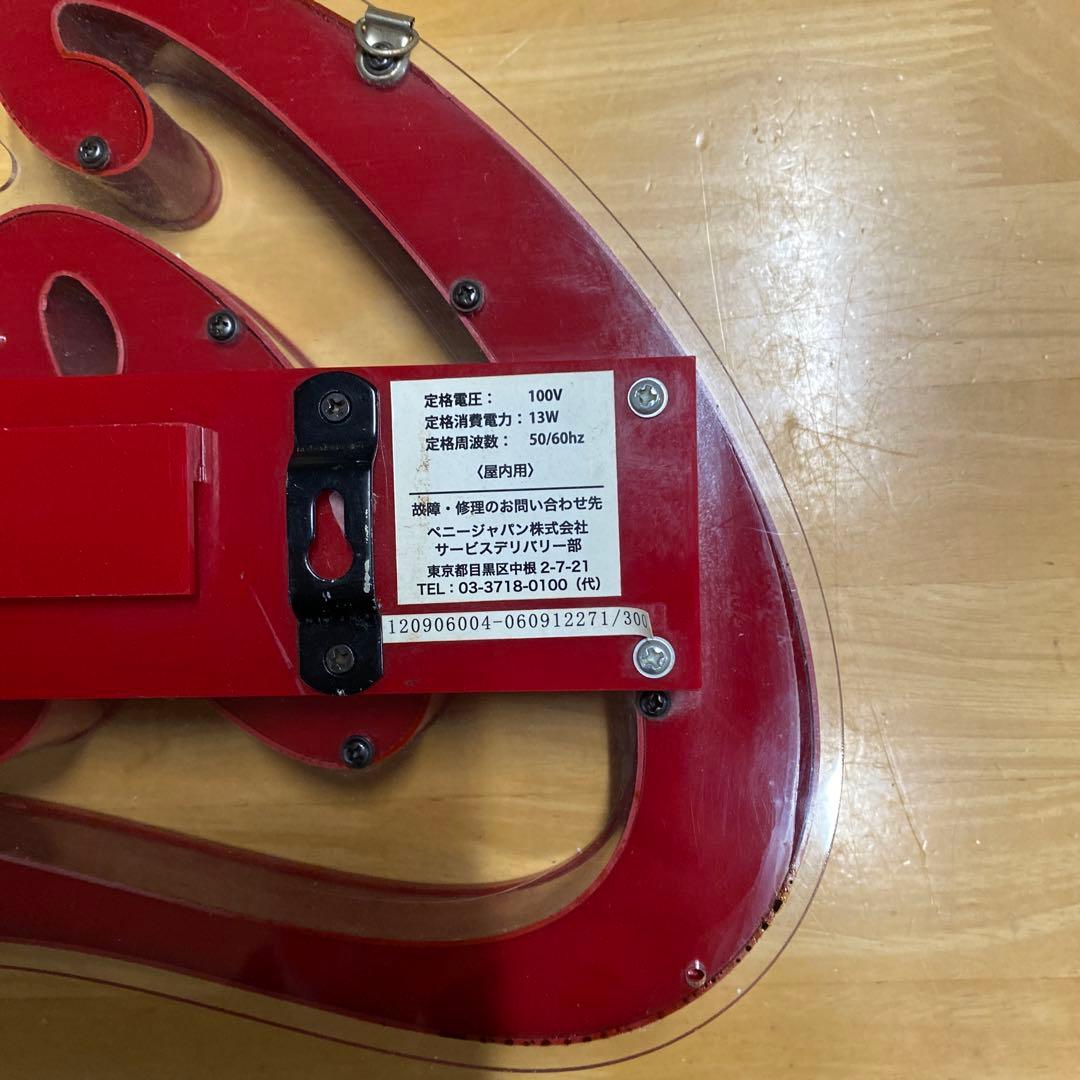 定格電圧： 100V
定格消費電力：13W
定格周波数： 50/60hz
〈屋内用〉
故障・修理のお問い合わせ先
ペニージャパン株式会社
サービスデリバリー部
東京都目黒区中根 2-7-21
TEL：03-3718-0100（代）
120906004-060912271/300